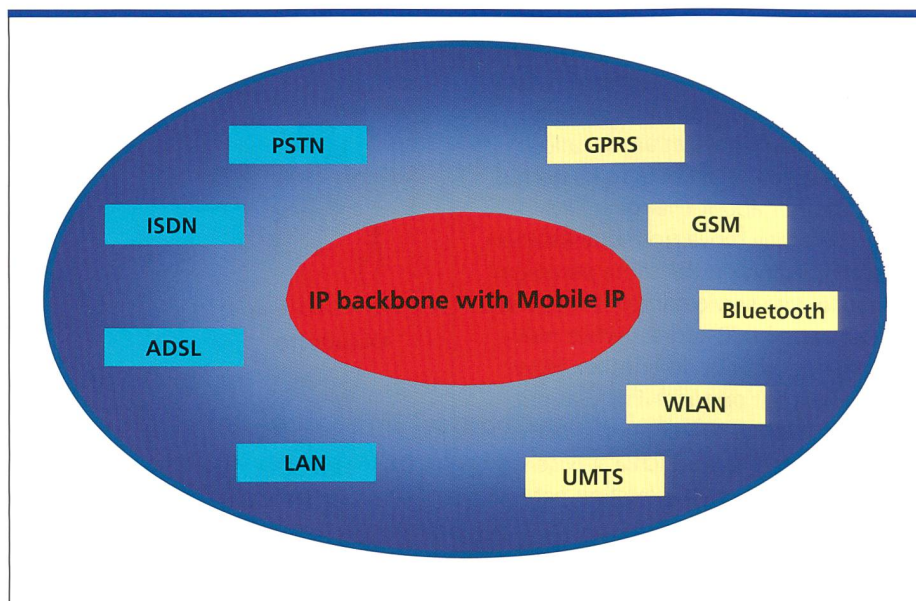 PSTN
GPRS
ISDN
GSM
IP backbone with Mobile IP
Bluetooth
ADSL
WLAN
LAN
UMTS